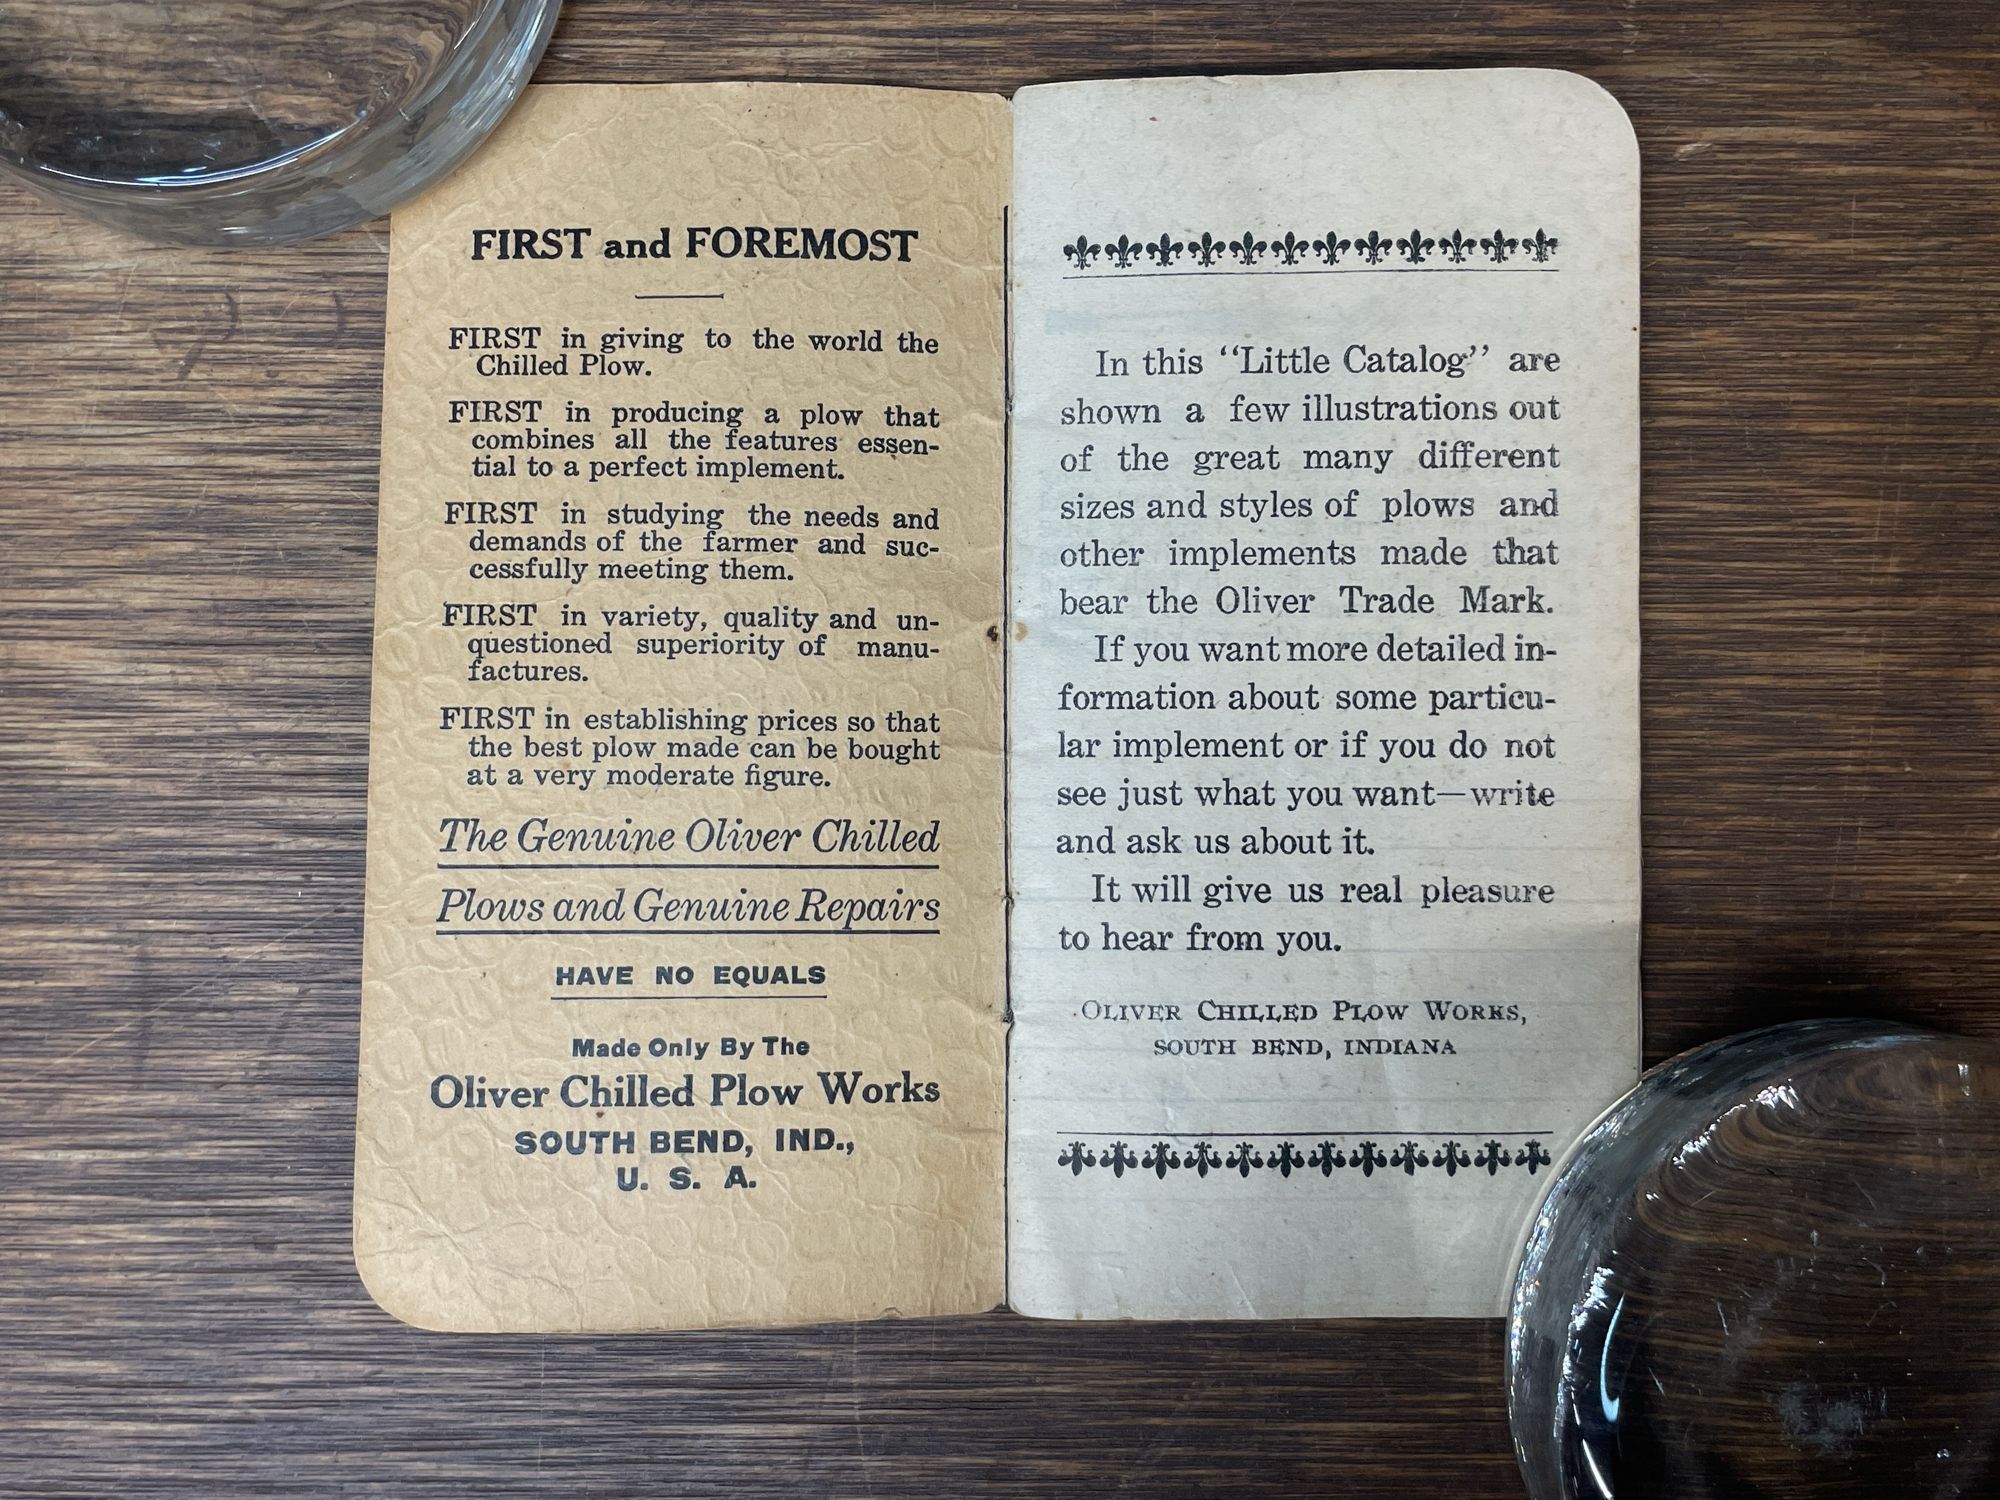 FIRST and FOREMOST
FIRST in giving to the world the
Chilled Plow.
FIRST in producing a plow that
combines all the features essen-
tial to a perfect implement.
FIRST in studying the needs and
demands of the farmer and suc-
cessfully meeting them.
FIRST in variety, quality and un-
questioned superiority of manu-
factures.
FIRST in establishing prices so that
the best plow made can be bought
at a very moderate figure.
The Genuine Oliver Chilled
Plows and Genuine Repairs
HAVE NO EQUALS
Made Only By The
Oliver Chilled Plow Works
SOUTH BEND, IND.,
U. S. A.
In this “Little Catalog” are
shown a few illustrations out
of the great many different
sizes and styles of plows and
other implements made that
bear the Oliver Trade Mark.
If you want more detailed in-
formation about some particu-
lar implement or if you do not
see just what you want—write
and ask us about it.
It will give us real pleasure
to hear from you.
OLIVER CHILLED PLOW WORKS,
SOUTH BEND, INDIANA